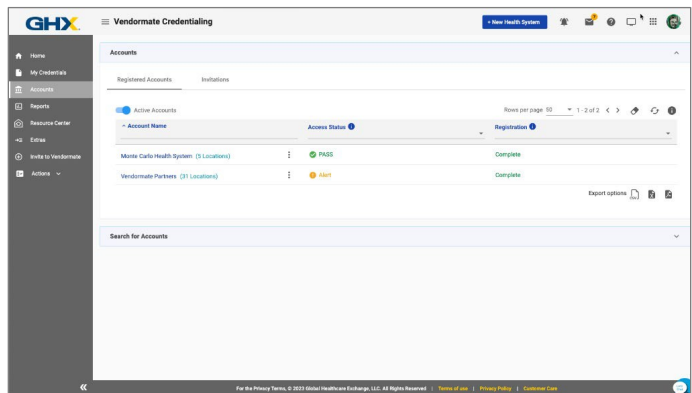 GHX
Vendormate Credentialing
+ New Health System
Home
My Credentials
Accounts
Reports
Resource Center
Extras
Invite to Vendormate
Actions
Accounts
Registered Accounts
Invitations
Active Accounts
Rows per page 50
1 - 2 of 2
Account Name
Access Status
Registration
Monte Carlo Health System (5 Locations)
PASS
Complete
Vendormate Partners (31 Locations)
Alert
Complete
Export options
Search for Accounts
For the Privacy Terms, © 2023 Global Healthcare Exchange, LLC. All Rights Reserved | Terms of use | Privacy Policy | Customer Care